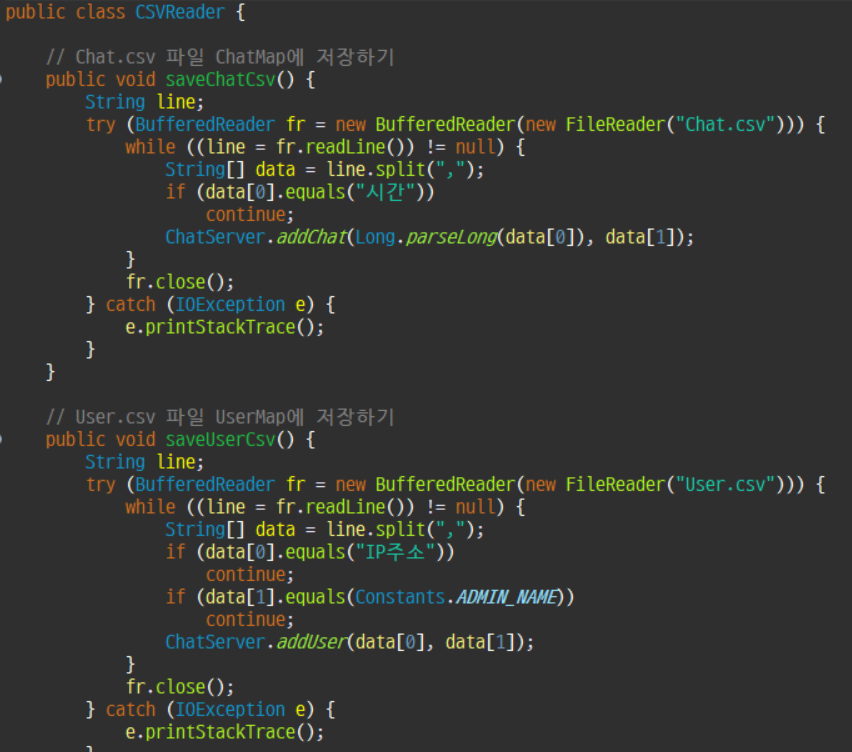 public class CSVReader {
// Chat.csv 파일 ChatMap에 저장하기
public void saveChatCsv() {
String line;
try (BufferedReader fr = new BufferedReader(new FileReader("Chat.csv"))) {
while ((line = fr.readLine()) != null) {
String[] data = line.split(",");
if (data[0].equals("시간"))
continue;
ChatServer.addChat(Long.parseLong(data[0]), data[1]);
}
fr.close();
} catch (IOException e) {
e.printStackTrace();
}
}
// User.csv 파일 UserMap에 저장하기
public void saveUserCsv() {
String line;
try (BufferedReader fr = new BufferedReader(new FileReader("User.csv"))) {
while ((line = fr.readLine()) != null) {
String[] data = line.split(",");
if (data[0].equals("IP주소"))
continue;
if (data[1].equals(Constants.ADMIN_NAME))
continue;
ChatServer.addUser(data[0], data[1]);
}
fr.close();
} catch (IOException e) {
e.printStackTrace();
}